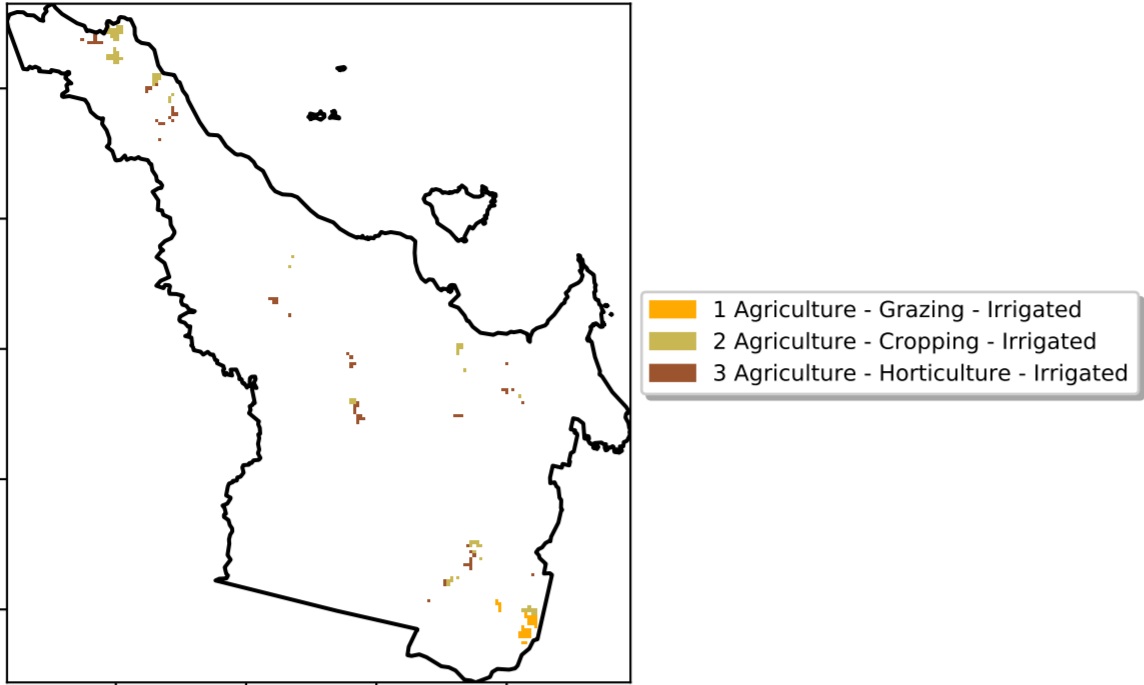 1 Agriculture - Grazing - Irrigated
2 Agriculture - Cropping - Irrigated
3 Agriculture - Horticulture - Irrigated